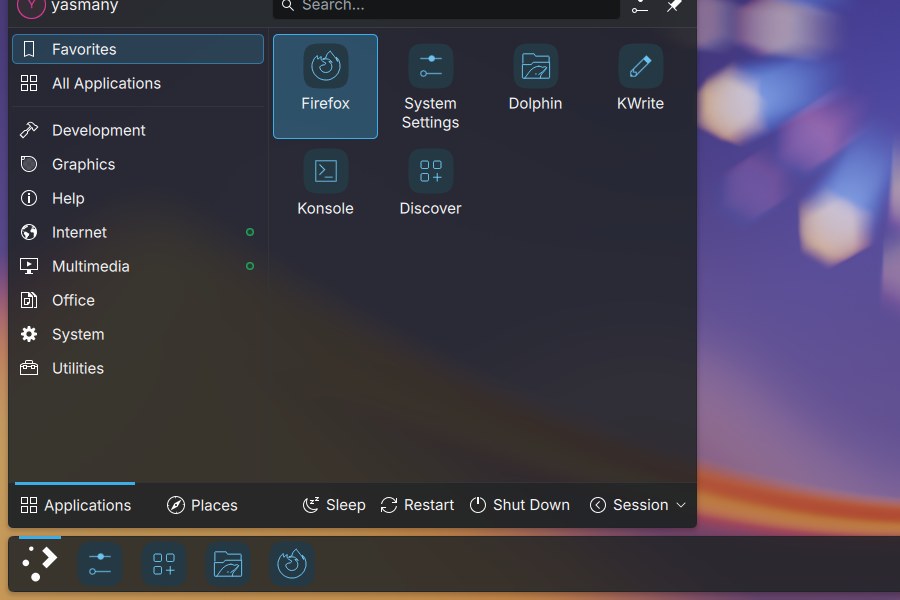 Y
yasmany
Search...
Favorites
All Applications
Development
Graphics
Help
Internet
Multimedia
Office
System
Utilities
Firefox
System
Settings
Dolphin
KWrite
Konsole
Discover
Applications
Places
Sleep
Restart
Shut Down
Session